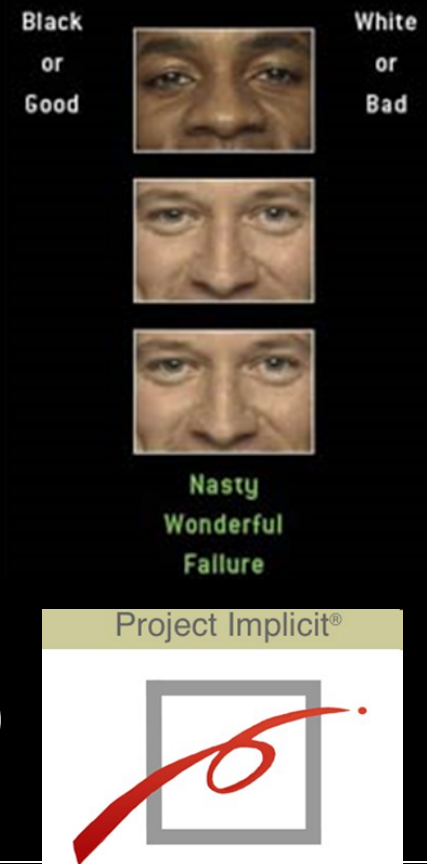 Black
or
Good
White
or
Bad
Nasty
Wonderful
Failure
Project Implicit®